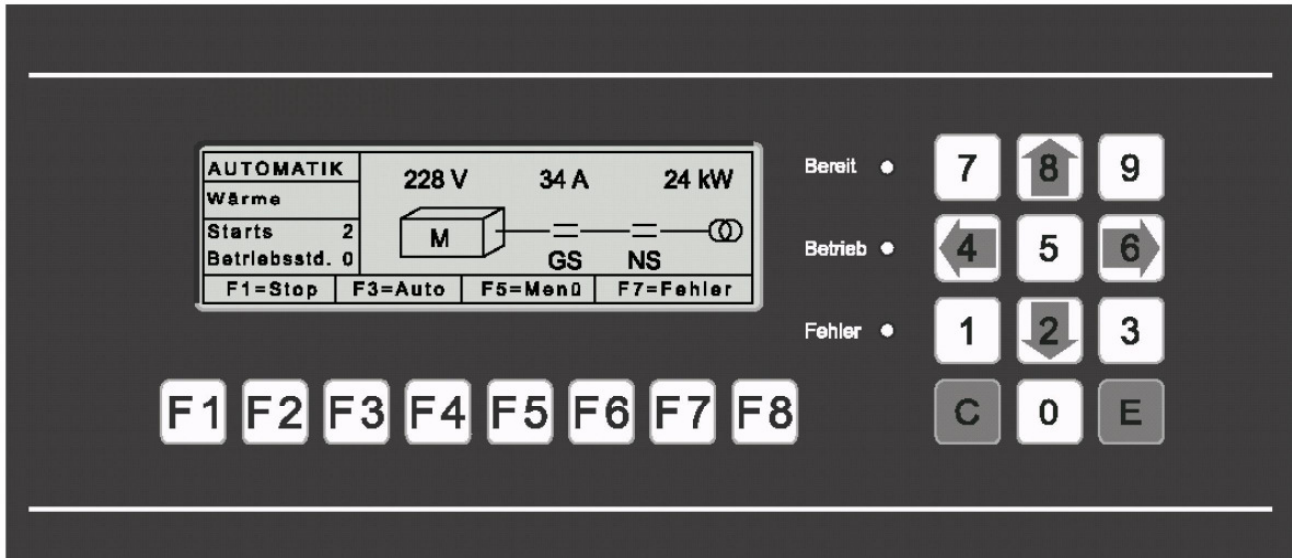 AUTOMATIK
Wärme
Starts 2
Betriebsstd. 0
228 V 34 A 24 kW
M
GS NS
F1=Stop F3=Auto F5=Menü F7=Fehler
Bereit
Betrieb
Fehler
F1 F2 F3 F4 F5 F6 F7 F8
7 8 9
4 5 6
1 2 3
C 0 E